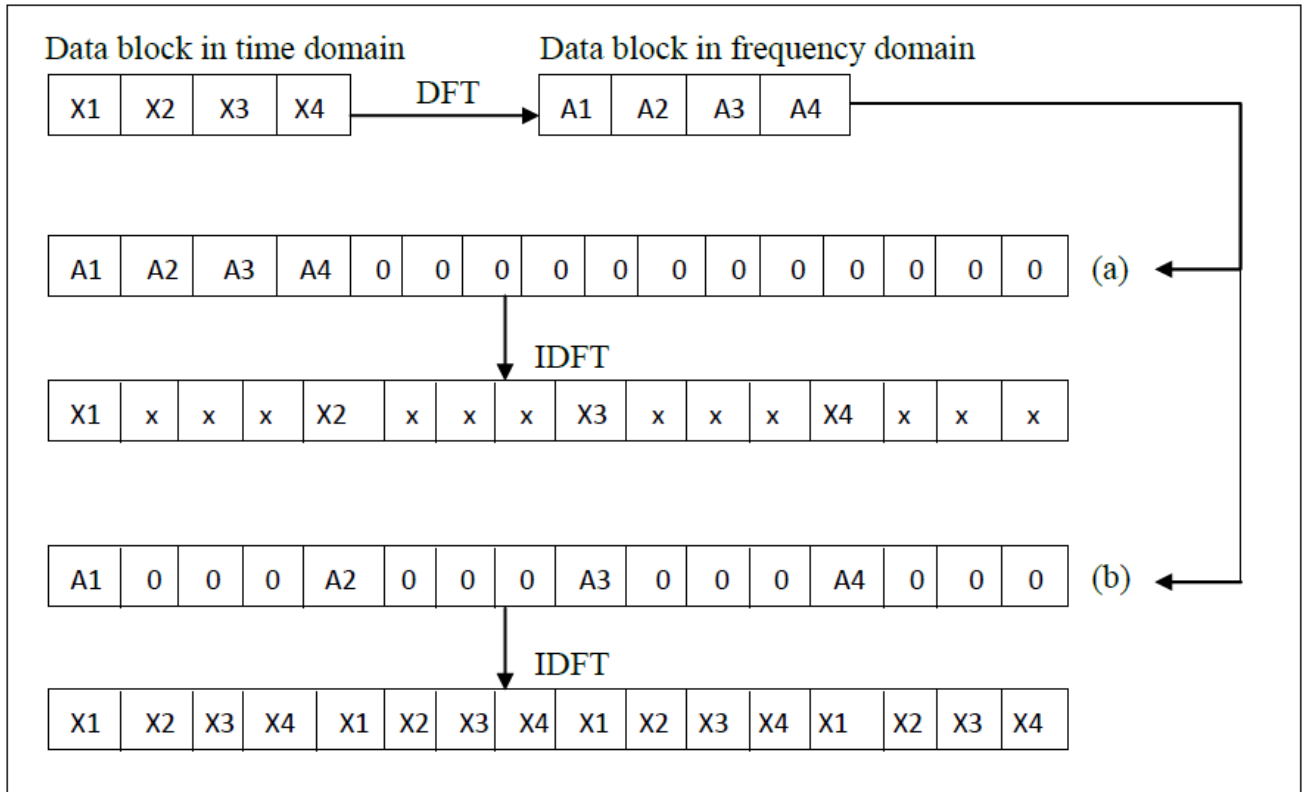 Data block in time domain Data block in frequency domain
X1 X2 X3 X4 DFT A1 A2 A3 A4
A1 A2 A3 A4 0 0 0 0 0 0 0 0 0 0 0 0 (a)
IDFT
X1 x x x X2 x x x X3 x x x X4 x x x
A1 0 0 0 A2 0 0 0 A3 0 0 0 A4 0 0 0 (b)
IDFT
X1 X2 X3 X4 X1 X2 X3 X4 X1 X2 X3 X4 X1 X2 X3 X4